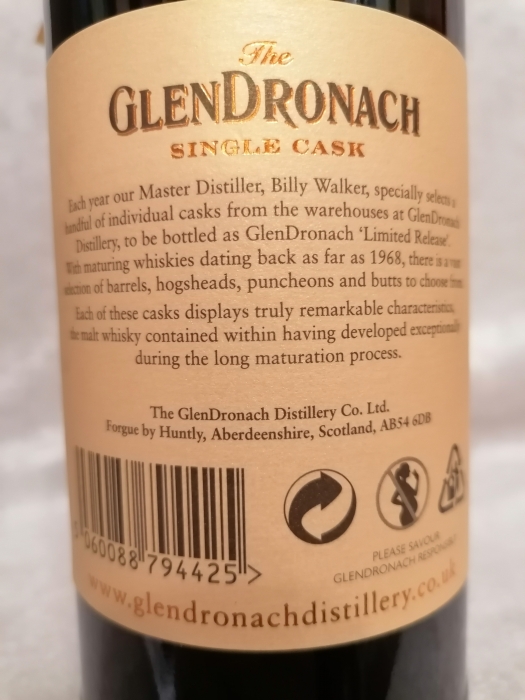 The
GLENDRONACH
SINGLE CASK
Each year our Master Distiller, Billy Walker, specially selects a
handful of individual casks from the warehouses at GlenDronach
Distillery, to be bottled as GlenDronach ‘Limited Release’.
With maturing whiskies dating back as far as 1968, there is a vast
selection of barrels, hogsheads, puncheons and butts to choose from.
Each of these casks displays truly remarkable characteristics,
the malt whisky contained within having developed exceptionally
during the long maturation process.
The GlenDronach Distillery Co. Ltd.
Forgue by Huntly, Aberdeenshire, Scotland, AB54 6DB
5 060088 794425 >
PLEASE SAVOUR
GLENDRONACH RESPONSIBLY
www.glendronachdistillery.co.uk